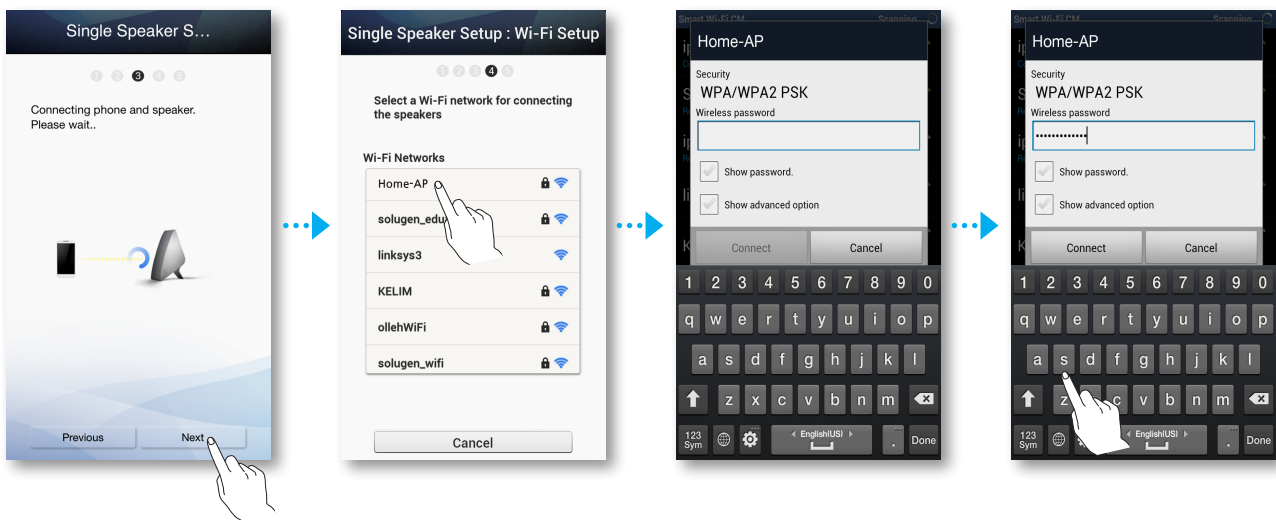 Single Speaker S...
1 2 3 4 5
Connecting phone and speaker.
Please wait..
Previous
Next
Single Speaker Setup : Wi-Fi Setup
1 2 3 4 5
Select a Wi-Fi network for connecting
the speakers
Wi-Fi Networks
Home-AP
solugen_edu
linksys3
KELIM
ollehWiFi
solugen_wifi
Cancel
Smart Wi-Fi CM Scanning
Home-AP
Security
WPA/WPA2 PSK
Wireless password
Show password.
Show advanced option
Connect Cancel
1 2 3 4 5 6 7 8 9 0
q w e r t y u i o p
a s d f g h j k l
z x c v b n m
123
Sym
English(US)
. Done
Smart Wi-Fi CM Scanning
Home-AP
Security
WPA/WPA2 PSK
Wireless password
•••••••••••••
Show password.
Show advanced option
Connect Cancel
1 2 3 4 5 6 7 8 9 0
q w e r t y u i o p
a s d f g h j k l
z c v b n m
123
Sym
English(US)
. Done